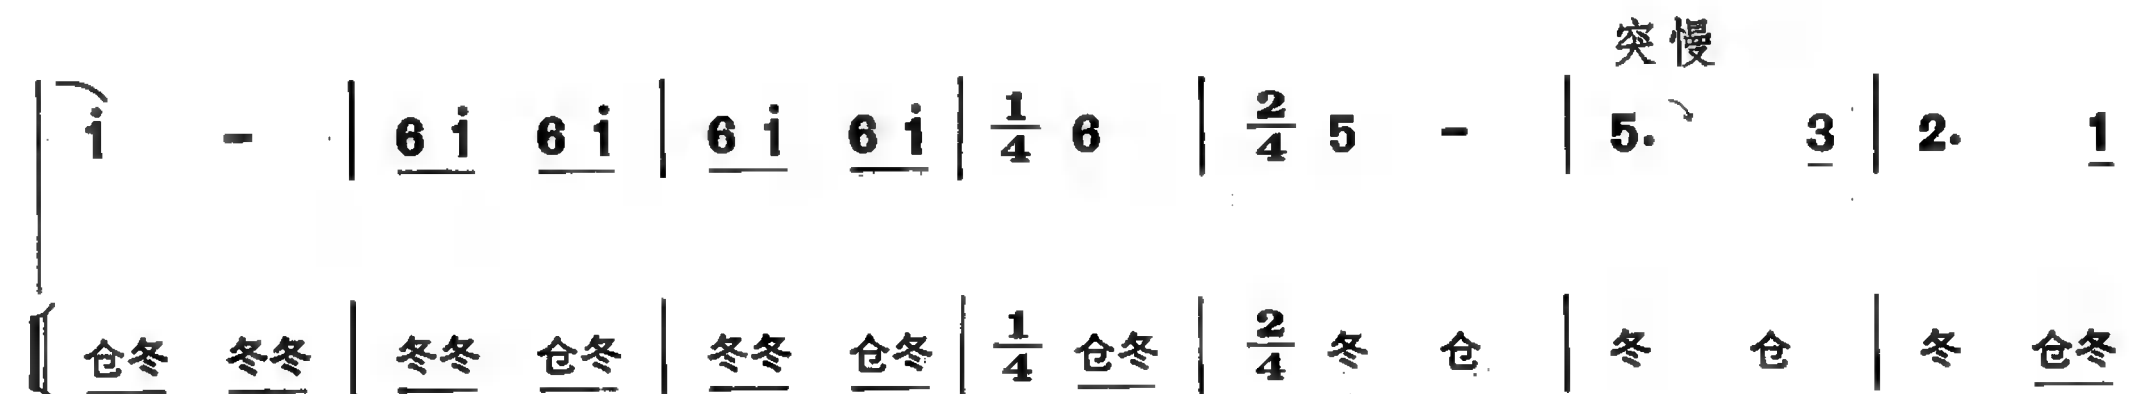 突慢
i - | 6 i 6 i | 6 i 6 i | 1/4 6 | 2/4 5 - | 5. 3 | 2. 1
仓冬 冬冬 | 冬冬 仓冬 | 冬冬 仓冬 | 1/4 仓冬 | 2/4 冬 仓 | 冬 仓 | 冬 仓冬